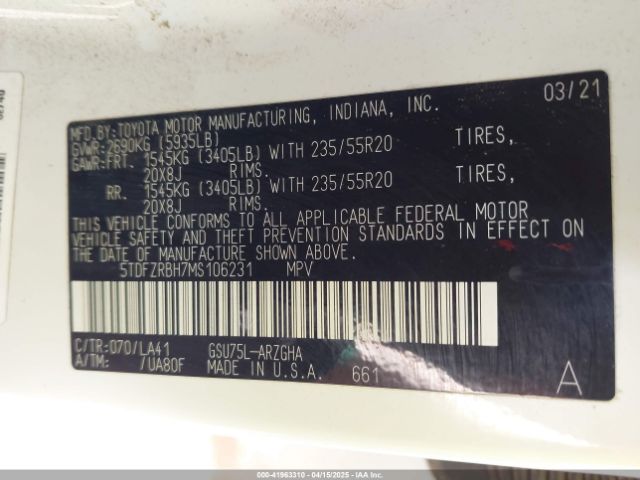 MFD.BY:TOYOTA MOTOR MANUFACTURING, INDIANA, INC. 03/21
GVWR:2690KG (5935LB)
GAWR:FRT. 1545KG (3405LB) WITH 235/55R20 TIRES,
20X8J RIMS.
RR. 1545KG (3405LB) WITH 235/55R20 TIRES,
20X8J RIMS.
THIS VEHICLE CONFORMS TO ALL APPLICABLE FEDERAL MOTOR
VEHICLE SAFETY AND THEFT PREVENTION STANDARDS IN EFFECT ON
THE DATE OF MANUFACTURE SHOWN ABOVE.
5TDFZRBH7MS106231 MPV
C/TR:070/LA41 GSU75L-ARZGHA
A/TM: /UA80F MADE IN U.S.A. 661 A
000-41963310 - 04/15/2025 - IAAI, Inc.